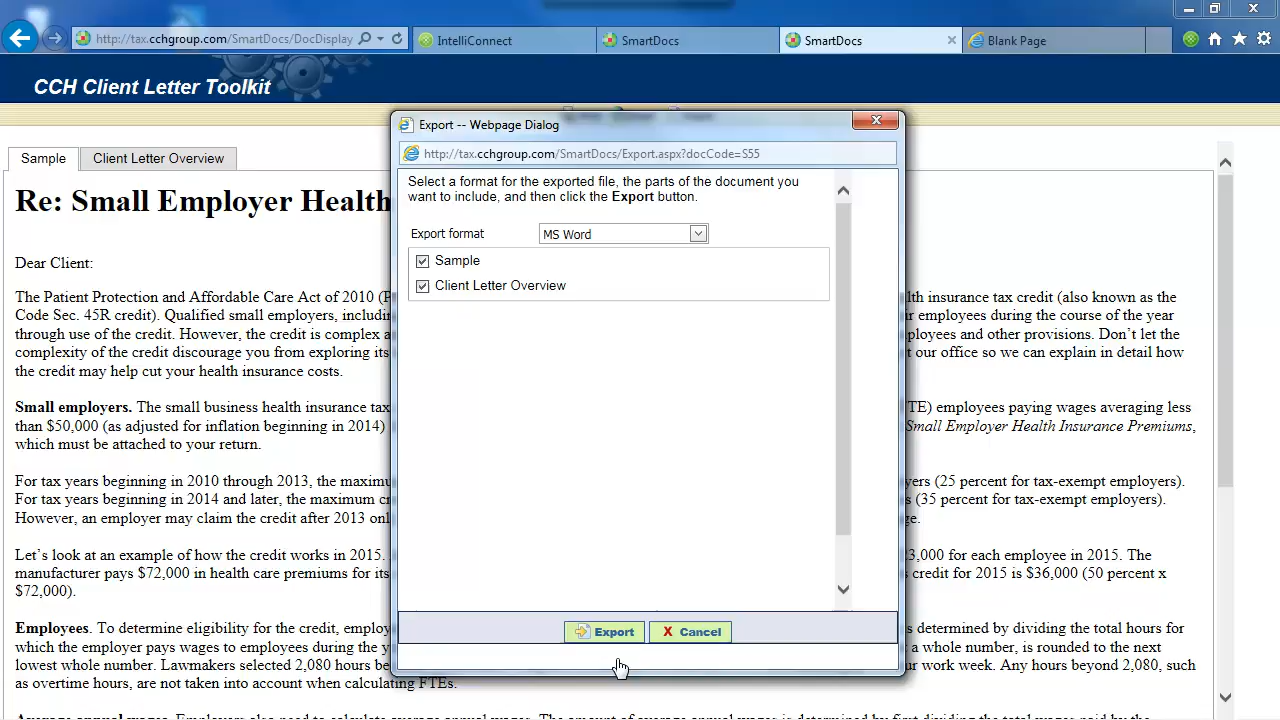 http://tax.cchgroup.com/SmartDocs/DocDisplay
IntelliConnect
SmartDocs
SmartDocs
Blank Page
CCH Client Letter Toolkit
Export -- Webpage Dialog
http://tax.cchgroup.com/SmartDocs/Export.aspx?docCode=S55
Select a format for the exported file, the parts of the document you
want to include, and then click the Export button.
Export format
MS Word
Sample
Client Letter Overview
Export
X Cancel
Sample
Client Letter Overview
Re: Small Employer Health
Dear Client:
The Patient Protection and Affordable Care Act of 2010 insurance tax credit (also known as the
Code Sec. 45R credit). Qualified small employers, employees during the course of the year
through use of the credit. However, the credit is complex and other provisions. Don't let the
complexity of the credit discourage you from exploring our office so we can explain in detail how
the credit may help cut your health insurance costs.
Small employers. The small business health insurance employees paying wages averaging less
than $50,000 (as adjusted for inflation beginning in 2014) Small Employer Health Insurance Premiums,
which must be attached to your return.
For tax years beginning in 2010 through 2013, the (25 percent for tax-exempt employers).
For tax years beginning in 2014 and later, the maximum (35 percent for tax-exempt employers).
However, an employer may claim the credit after 2013
Let's look at an example of how the credit works in 2015. for each employee in 2015. The
manufacturer pays $72,000 in health care premiums for credit for 2015 is $36,000 (50 percent x
$72,000).
Employees. To determine eligibility for the credit, determined by dividing the total hours for
which the employer pays wages to employees during the a whole number, is rounded to the next
lowest whole number. Lawmakers selected 2,080 hours work week. Any hours beyond 2,080, such
as overtime hours, are not taken into account when calculating FTEs.